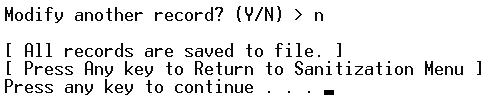 Modify another record? (Y/N) > n
[ All records are saved to file. ]
[ Press Any key to Return to Sanitization Menu ]
Press any key to continue . . .